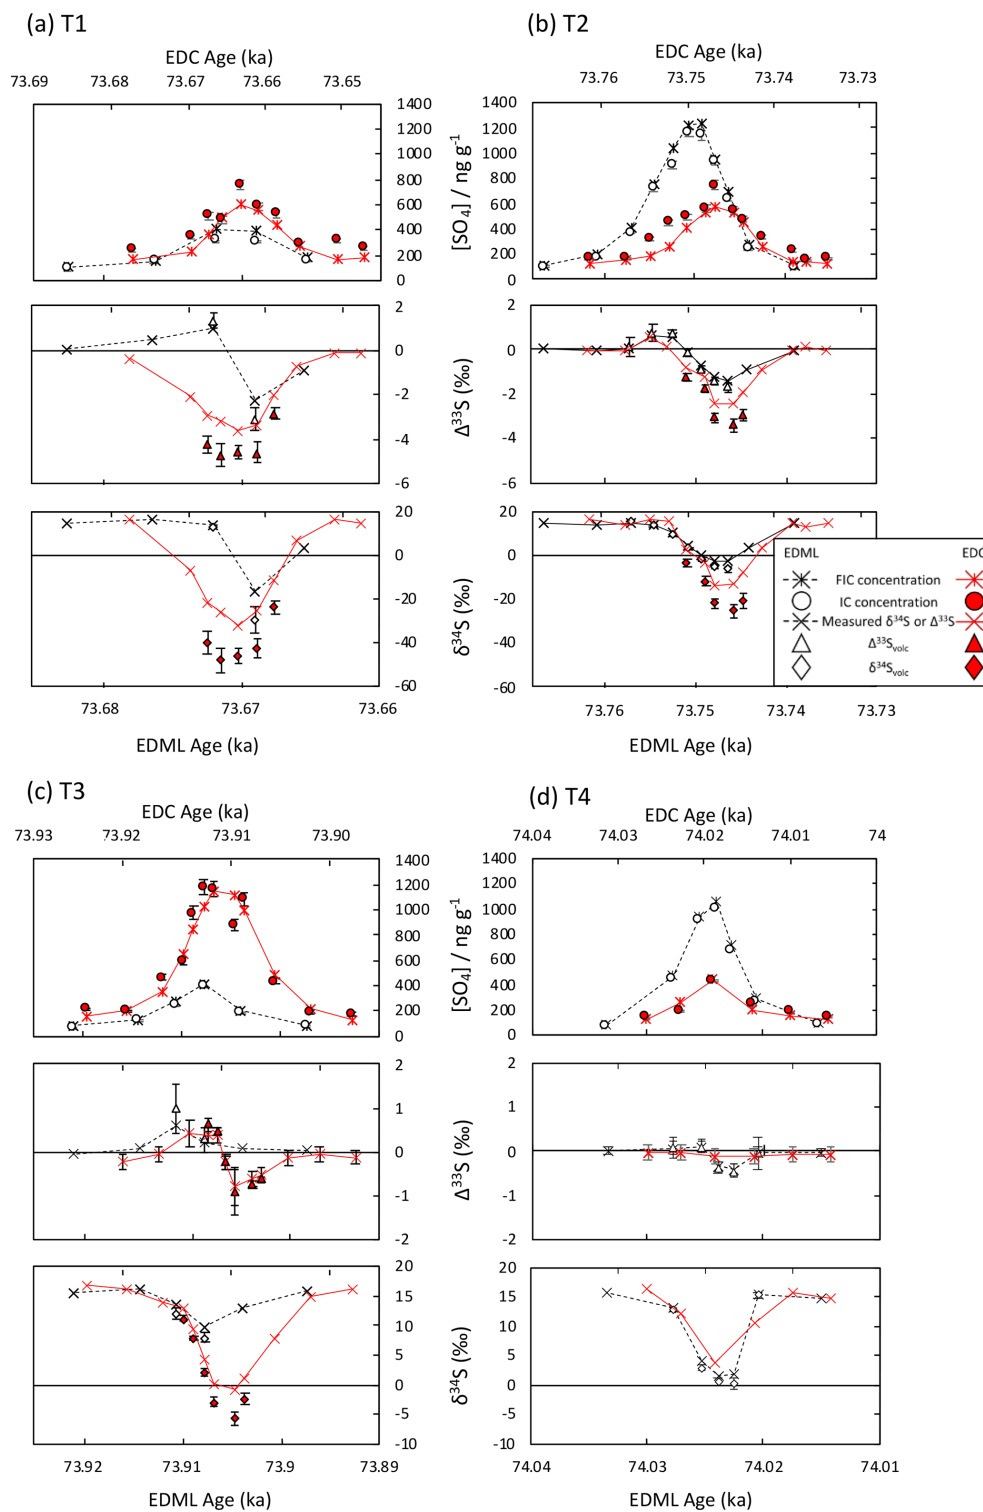 (a) T1
EDC Age (ka)
73.69 73.68 73.67 73.66 73.65
1400
1200
1000
800
600
400
200
0
[SO₄] / ng g⁻¹
2
0
-2
-4
-6
Δ³³S (‰)
20
0
-20
-40
-60
δ³⁴S (‰)
73.68 73.67 73.66
EDML Age (ka)
(b) T2
EDC Age (ka)
73.76 73.75 73.74 73.73
1400
1200
1000
800
600
400
200
0
2
0
-2
-4
-6
20
0
-20
-40
-60
EDML EDC
FIC concentration
IC concentration
Measured δ³⁴S or Δ³³S
Δ³³Svolc
δ³⁴Svolc
73.76 73.75 73.74 73.73
EDML Age (ka)
(c) T3
EDC Age (ka)
73.93 73.92 73.91 73.90
1400
1200
1000
800
600
400
200
0
[SO₄] / ng g⁻¹
2
1
0
-1
-2
Δ³³S (‰)
20
15
10
5
0
-5
-10
δ³⁴S (‰)
73.92 73.91 73.9 73.89
EDML Age (ka)
(d) T4
EDC Age (ka)
74.04 74.03 74.02 74.01 74
1400
1200
1000
800
600
400
200
0
2
1
0
-1
-2
20
15
10
5
0
-5
-10
74.04 74.03 74.02 74.01
EDML Age (ka)